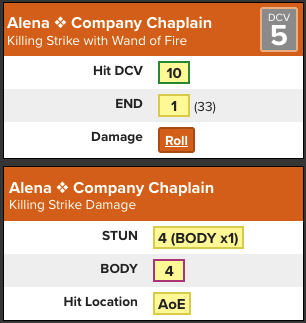 Alena ❖ Company Chaplain
Killing Strike with Wand of Fire
DCV
5
Hit DCV 10
END 1 (33)
Damage Roll
Alena ❖ Company Chaplain
Killing Strike Damage
STUN 4 (BODY x1)
BODY 4
Hit Location AoE